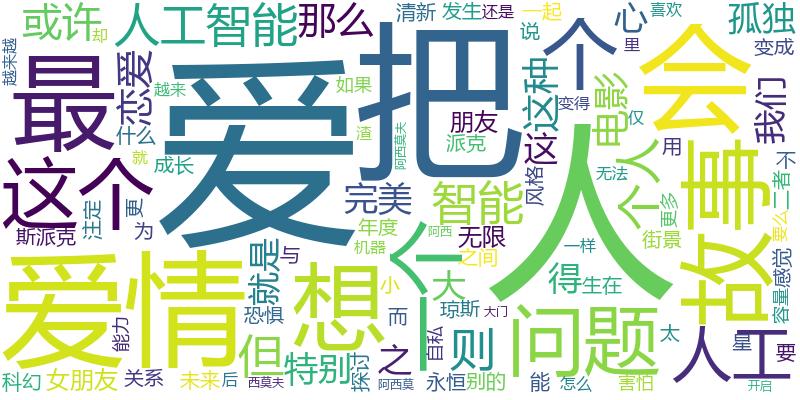 或许
却
人工智能
那么
清新
发生
还是
一起
心
喜欢
孤独
越来越
最
恋爱
越来
爱
如果
把
说
个
里
变成
会
电影
我们
什么
渣
阿西莫夫
朋友
这种
变得
仅
这个
就
成长
派克
这
个人
用
不
故事
二者
斯派克
注定
更
为
完美
智能
风格
人
无法
更多
街景
要么
感觉
容量
爱情
就是
与
年度
机器
阿西
一个
无限
之间
一样
想
恐惧
小
而
琼斯
大
大门
得
生在
能力
但
特别
探讨
之
自私
则
问题
太
人工
星
要
科幻
女朋友
关系
未来
后
西莫夫
阿西莫
永恒
别的
能
怎么
害怕
开启